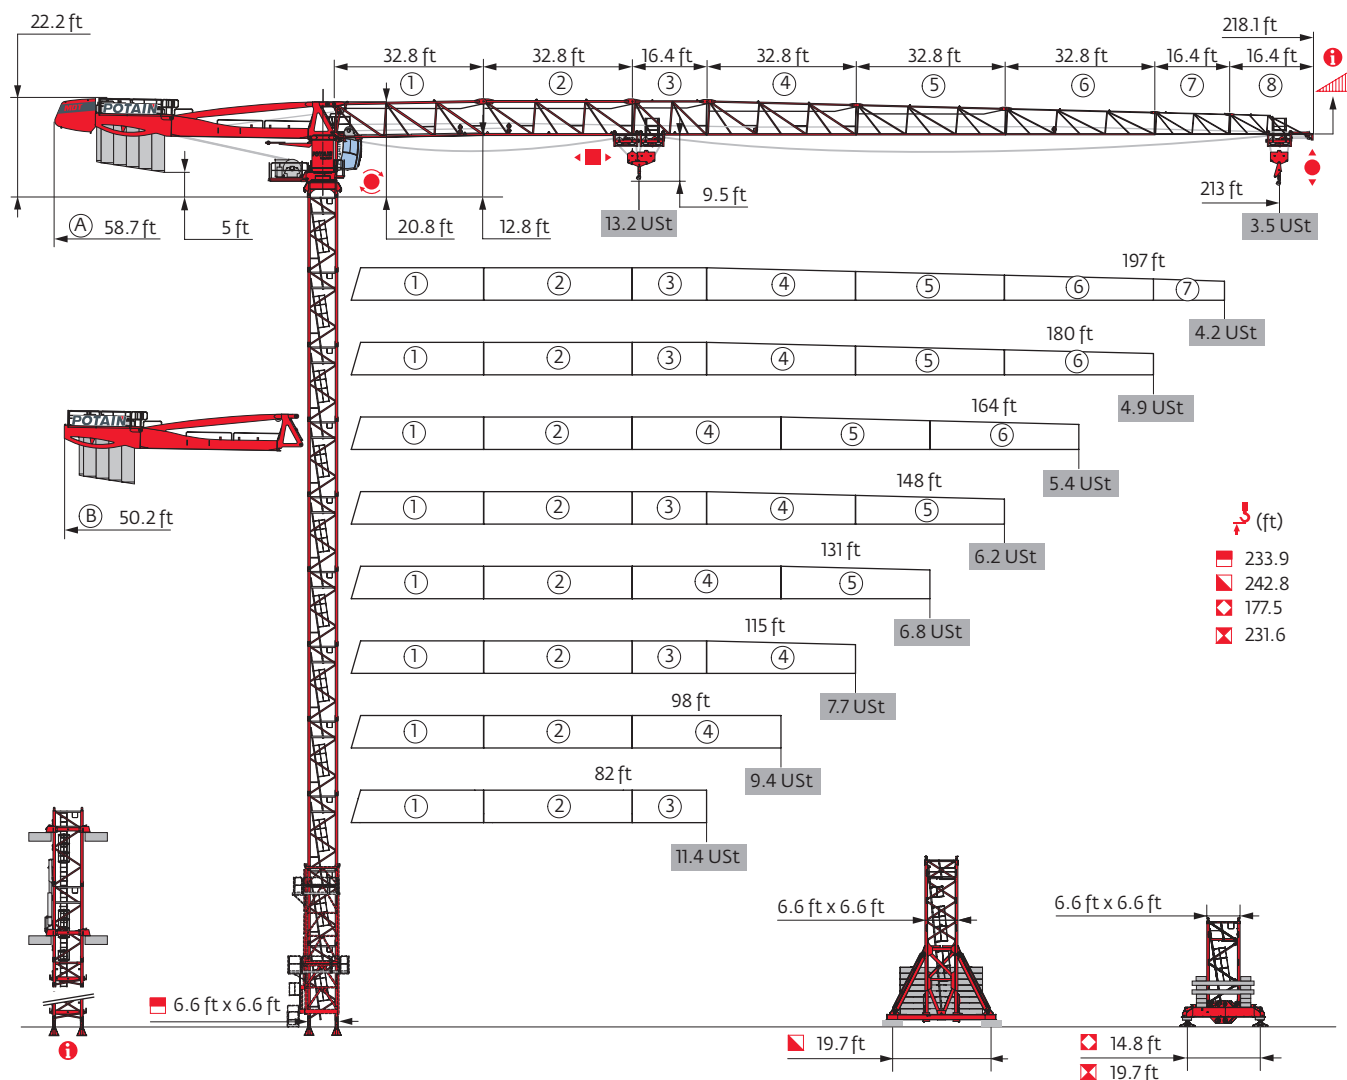 22.2 ft
218.1 ft
32.8 ft 32.8 ft 16.4 ft 32.8 ft 32.8 ft 32.8 ft 16.4 ft 16.4 ft
1 2 3 4 5 6 7 8
i
POTAIN
9.5 ft
213 ft
A 58.7 ft
5 ft
20.8 ft
12.8 ft
13.2 USt
3.5 USt
197 ft
1 2 3 4 5 6 7
4.2 USt
180 ft
1 2 3 4 5 6
4.9 USt
POTAIN
164 ft
1 2 4 5 6
5.4 USt
B 50.2 ft
148 ft
1 2 3 4 5
6.2 USt
(ft)
233.9
242.8
177.5
231.6
131 ft
1 2 4 5
6.8 USt
115 ft
1 2 3 4
7.7 USt
98 ft
1 2 4
9.4 USt
82 ft
1 2 3
11.4 USt
6.6 ft x 6.6 ft
6.6 ft x 6.6 ft
6.6 ft x 6.6 ft
i
19.7 ft
14.8 ft
19.7 ft